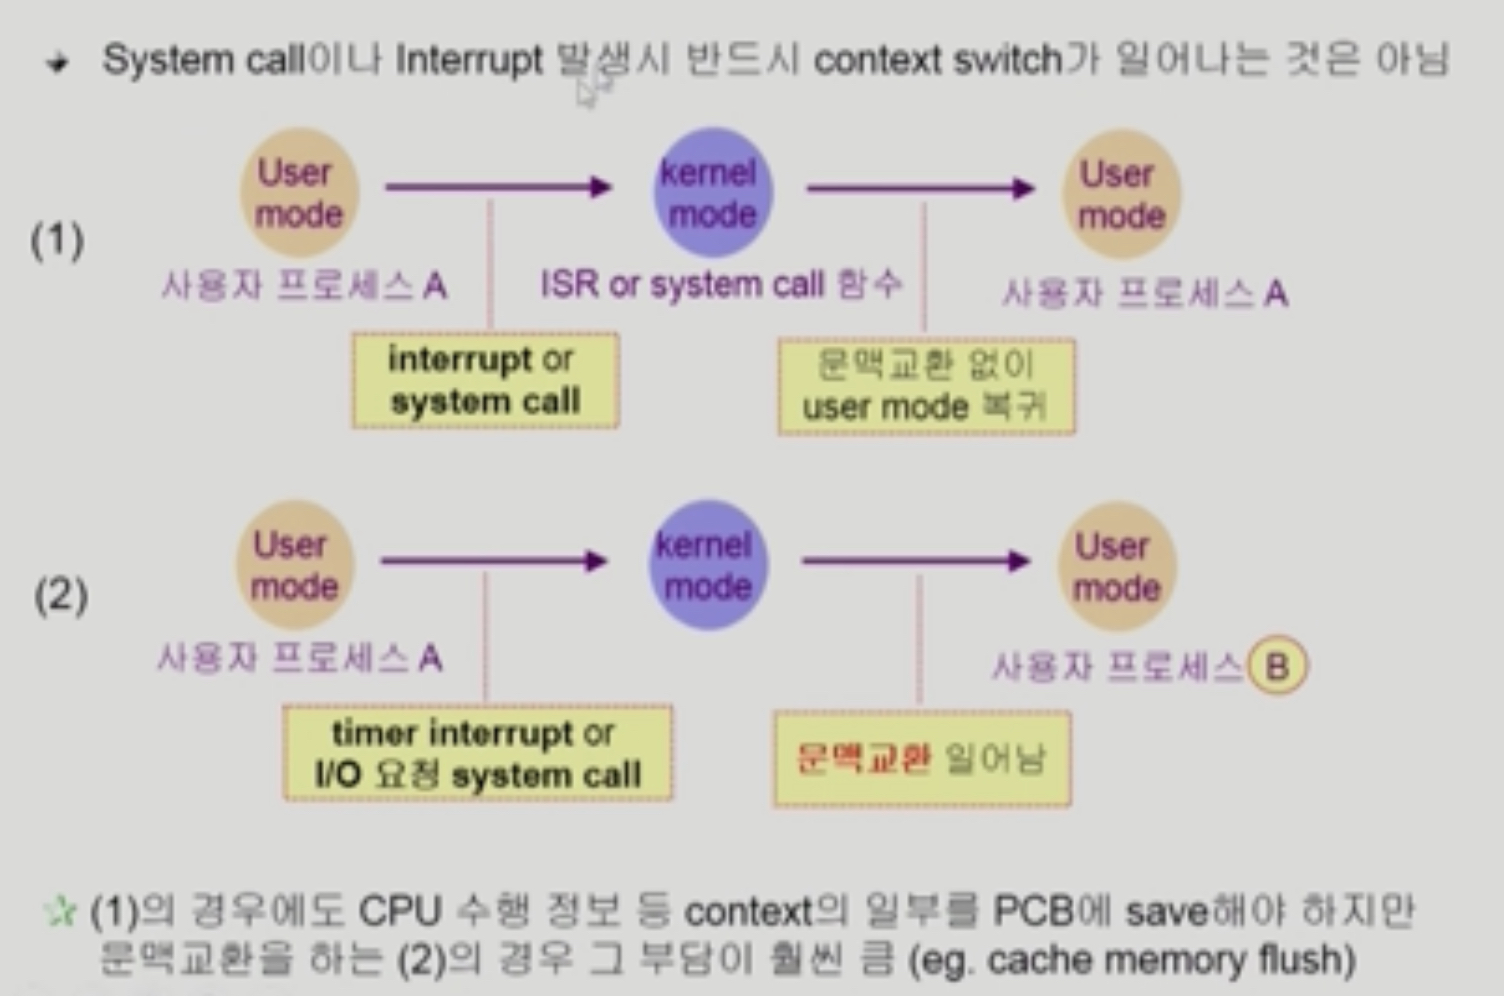 System call이나 Interrupt 발생시 반드시 context switch가 일어나는 것은 아님
(1)
User mode
kernel mode
User mode
사용자 프로세스 A
ISR or system call 함수
사용자 프로세스 A
interrupt or
system call
문맥교환 없이
user mode 복귀
(2)
User mode
kernel mode
User mode
사용자 프로세스 A
사용자 프로세스 B
timer interrupt or
I/O 요청 system call
문맥교환 일어남
(1)의 경우에도 CPU 수행 정보 등 context의 일부를 PCB에 save해야 하지만
문맥교환을 하는 (2)의 경우 그 부담이 훨씬 큼 (eg. cache memory flush)